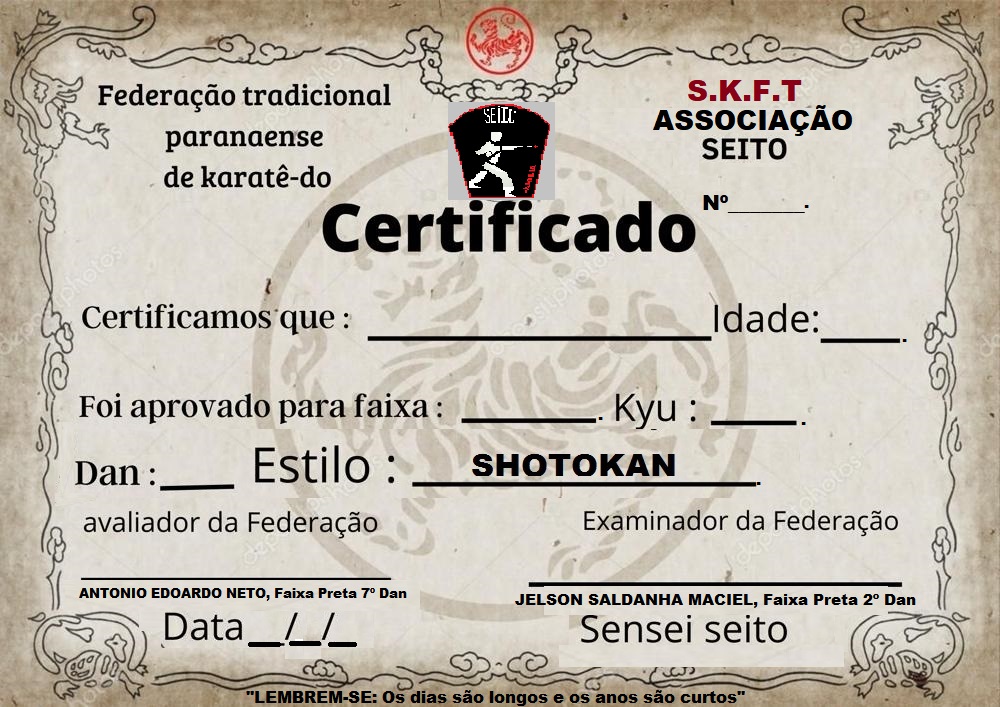 Federação tradicional
paranaense
de karatê-do
SEITO
S.K.F.T
ASSOCIAÇÃO
SEITO
Nº_______.
Certificado
Certificamos que : ____________________ Idade:_____.
Foi aprovado para faixa : ________. Kyu : _____.
Dan :____ Estilo : SHOTOKAN.
avaliador da Federação
Examinador da Federação
ANTONIO EDOARDO NETO, Faixa Preta 7º Dan
JELSON SALDANHA MACIEL, Faixa Preta 2º Dan
Data__/__/__
Sensei seito
"LEMBREM-SE: Os dias são longos e os anos são curtos"
depositphotos